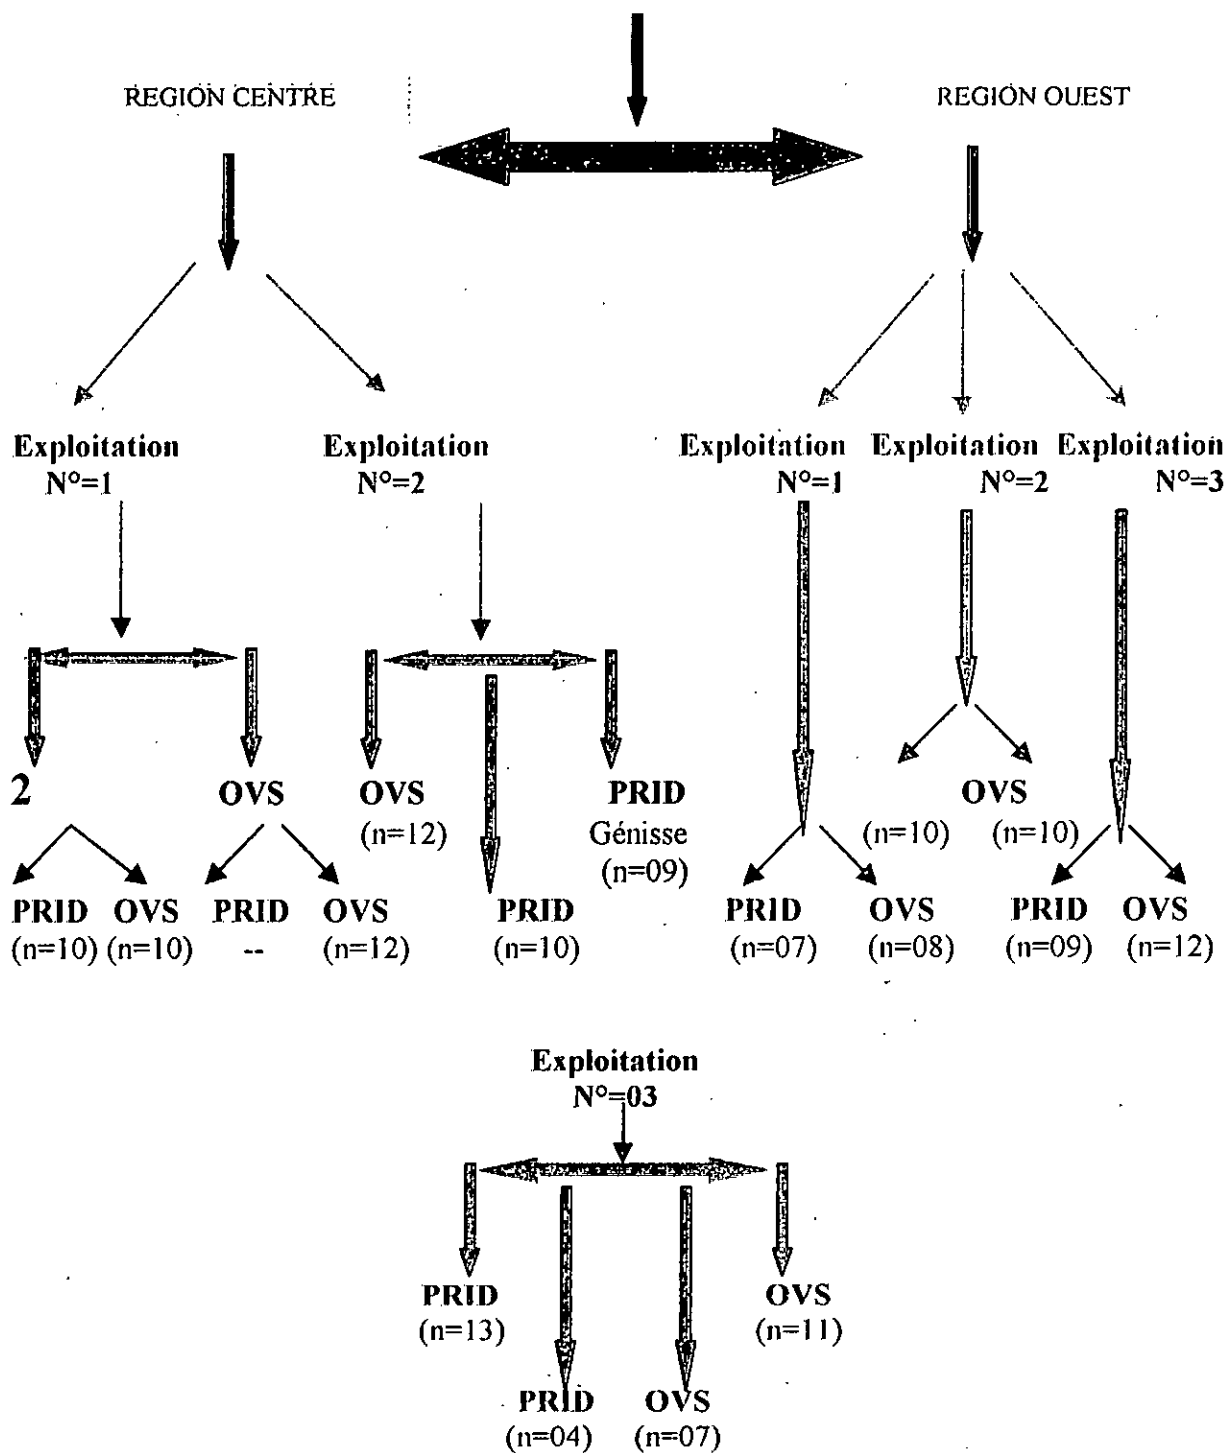 REGION CENTRE
REGION OUEST
Exploitation
N°=1
Exploitation
N°=2
Exploitation
N°=1
Exploitation
N°=2
Exploitation
N°=3
2
OVS
OVS
(n=12)
PRID
Génisse
(n=09)
OVS
(n=10)
(n=10)
PRID
(n=10)
OVS
(n=10)
PRID
--
OVS
(n=12)
PRID
(n=10)
PRID
(n=07)
OVS
(n=08)
PRID
(n=09)
OVS
(n=12)
Exploitation
N°=03
PRID
(n=13)
OVS
(n=11)
PRID
(n=04)
OVS
(n=07)